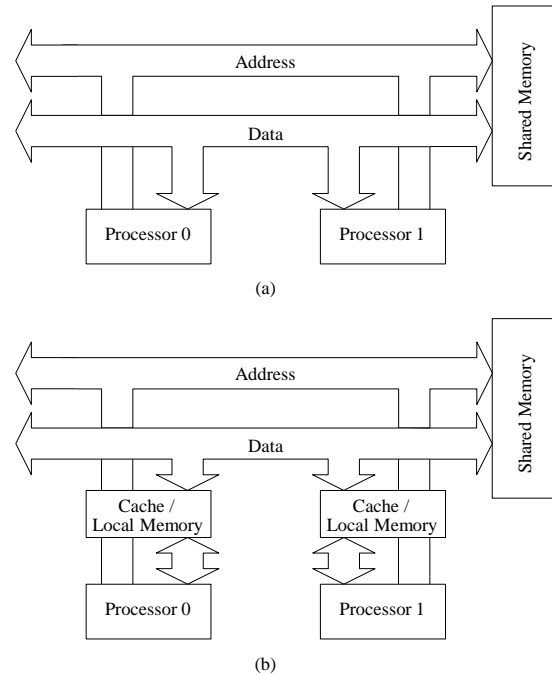 Address
Shared Memory
Data
Processor 0
Processor 1
(a)
Address
Shared Memory
Data
Cache /
Local Memory
Cache /
Local Memory
Processor 0
Processor 1
(b)